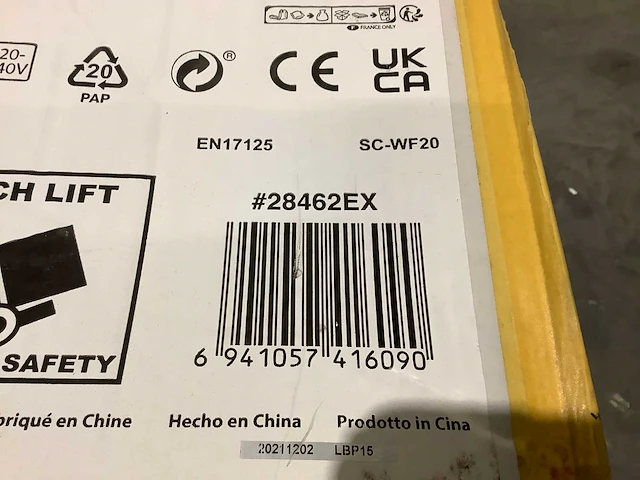 FRANCE ONLY
20-
40V
20
PAP
®
CE
UK
CA
EN17125 SC-WF20
CH LIFT
#28462EX
SAFETY
6 941057 416090
briqué en Chine Hecho en China Prodotto in Cina
20211202 LBP15